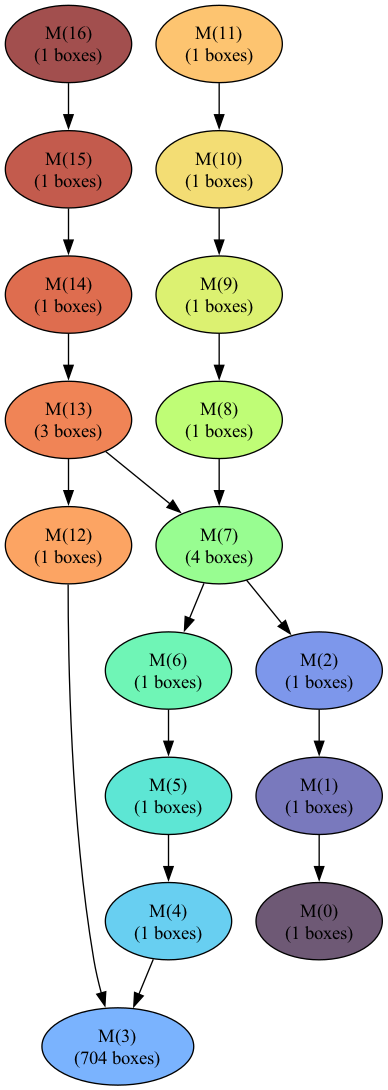 M(16)
(1 boxes)
M(11)
(1 boxes)
M(15)
(1 boxes)
M(10)
(1 boxes)
M(14)
(1 boxes)
M(9)
(1 boxes)
M(13)
(3 boxes)
M(8)
(1 boxes)
M(12)
(1 boxes)
M(7)
(4 boxes)
M(6)
(1 boxes)
M(2)
(1 boxes)
M(5)
(1 boxes)
M(1)
(1 boxes)
M(4)
(1 boxes)
M(0)
(1 boxes)
M(3)
(704 boxes)